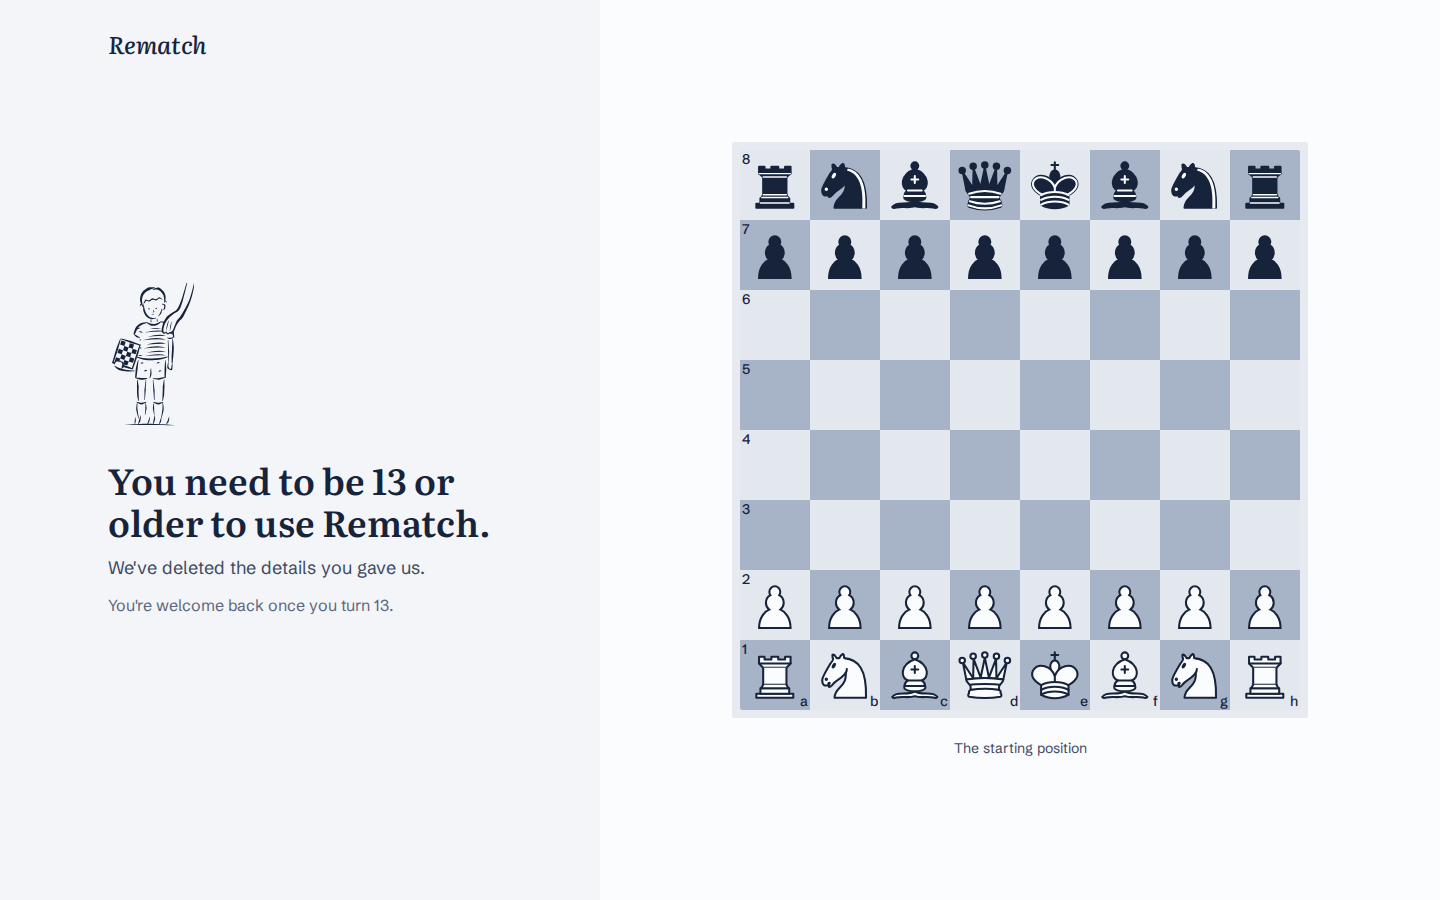 Rematch
You need to be 13 or
older to use Rematch.
We've deleted the details you gave us.
You're welcome back once you turn 13.
8
7
6
5
4
3
2
1
a b c d e f g h
The starting position